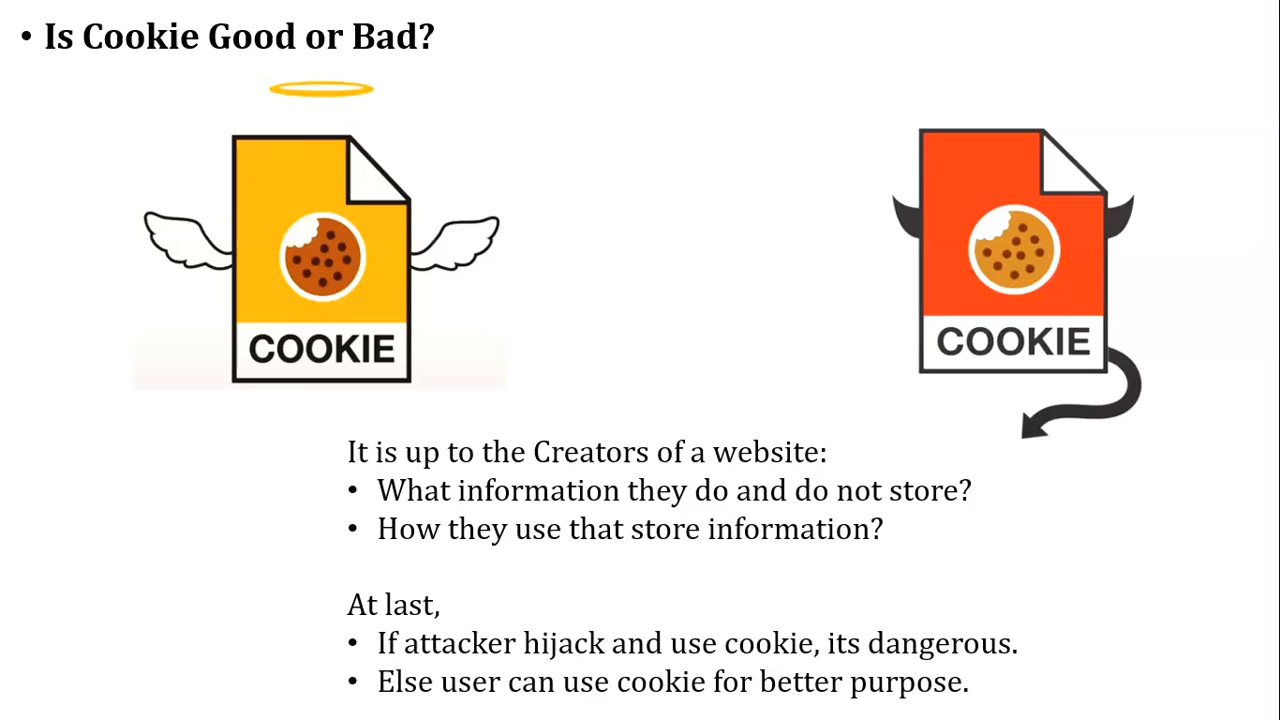 • Is Cookie Good or Bad?
COOKIE
COOKIE
It is up to the Creators of a website:
• What information they do and do not store?
• How they use that store information?
At last,
• If attacker hijack and use cookie, its dangerous.
• Else user can use cookie for better purpose.